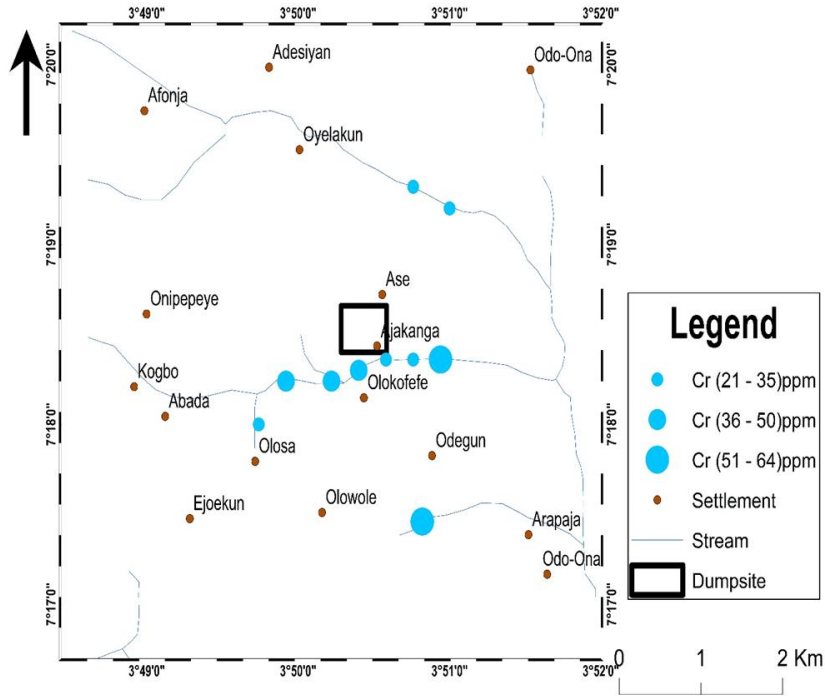 3°49'0" 3°50'0" 3°51'0" 3°52'0"
7°20'0" 7°20'0"
Adesiyan
Odo-Ona
Afonja
Oyelakun
7°19'0" 7°19'0"
Ase
Onipepeye
Ajakanga
Kogbo
Olokofefe
Abada
7°18'0" 7°18'0"
Olosa
Odegun
Ejoekun
Olowole
Arapaja
Odo-Ona
7°17'0" 7°17'0"
3°49'0" 3°50'0" 3°51'0" 3°52'0"
Legend
Cr (21 - 35)ppm
Cr (36 - 50)ppm
Cr (51 - 64)ppm
Settlement
Stream
Dumpsite
0 1 2 Km